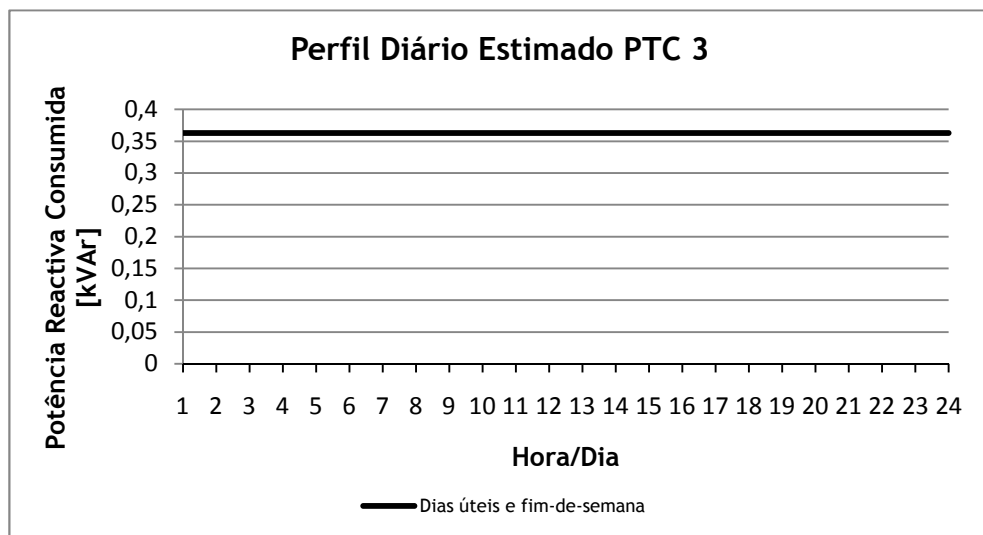 Perfil Diário Estimado PTC 3
Potência Reactiva Consumida
[kVAr]
0,4
0,35
0,3
0,25
0,2
0,15
0,1
0,05
0
1 2 3 4 5 6 7 8 9 10 11 12 13 14 15 16 17 18 19 20 21 22 23 24
Hora/Dia
Dias úteis e fim-de-semana